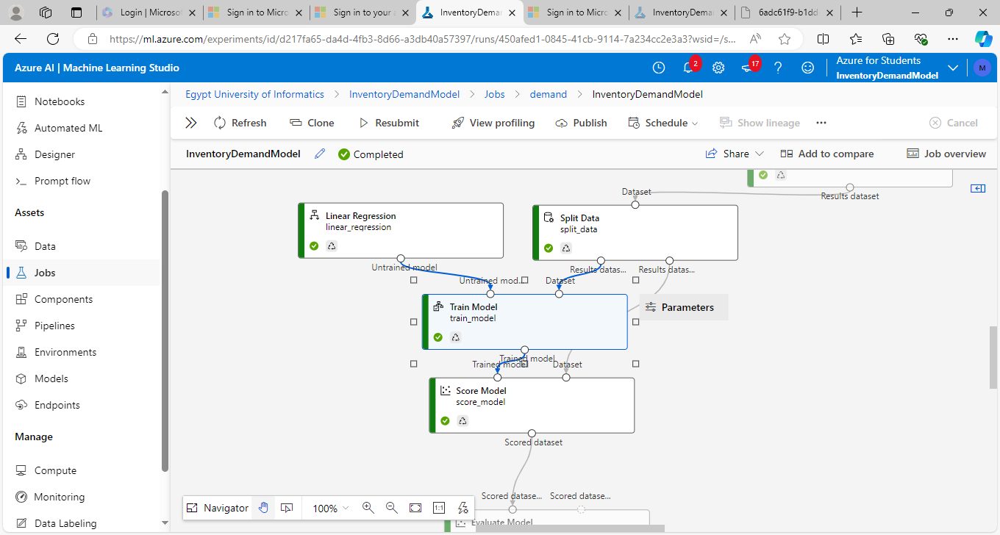 Login | Microsof
Sign in to Micro
Sign in to your a
InventoryDeman
Sign in to Micro
InventoryDeman
6adc61f9-b1dd
https://ml.azure.com/experiments/id/d217fa65-da4d-4fb3-8d66-a3db40a57397/runs/450afed1-0845-41cb-9114-7a234cc2e3a3?wsid=/s...
Azure AI | Machine Learning Studio
2
17
Azure for Students
InventoryDemandModel
M
Notebooks
Automated ML
Designer
Prompt flow
Assets
Data
Jobs
Components
Pipelines
Environments
Models
Endpoints
Manage
Compute
Monitoring
Data Labeling
Egypt University of Informatics > InventoryDemandModel > Jobs > demand > InventoryDemandModel
Refresh
Clone
Resubmit
View profiling
Publish
Schedule
Show lineage
Cancel
InventoryDemandModel
Completed
Share
Add to compare
Job overview
Results dataset
Dataset
Linear Regression
linear_regression
Untrained model
Split Data
split_data
Results datas...
Results datas...
Untrained mod...
Dataset
Train Model
train_model
Parameters
Trained model
Trained model
Dataset
Score Model
score_model
Scored dataset
Scored datase...
Scored datase...
Evaluate Model
Navigator
100%
1:1